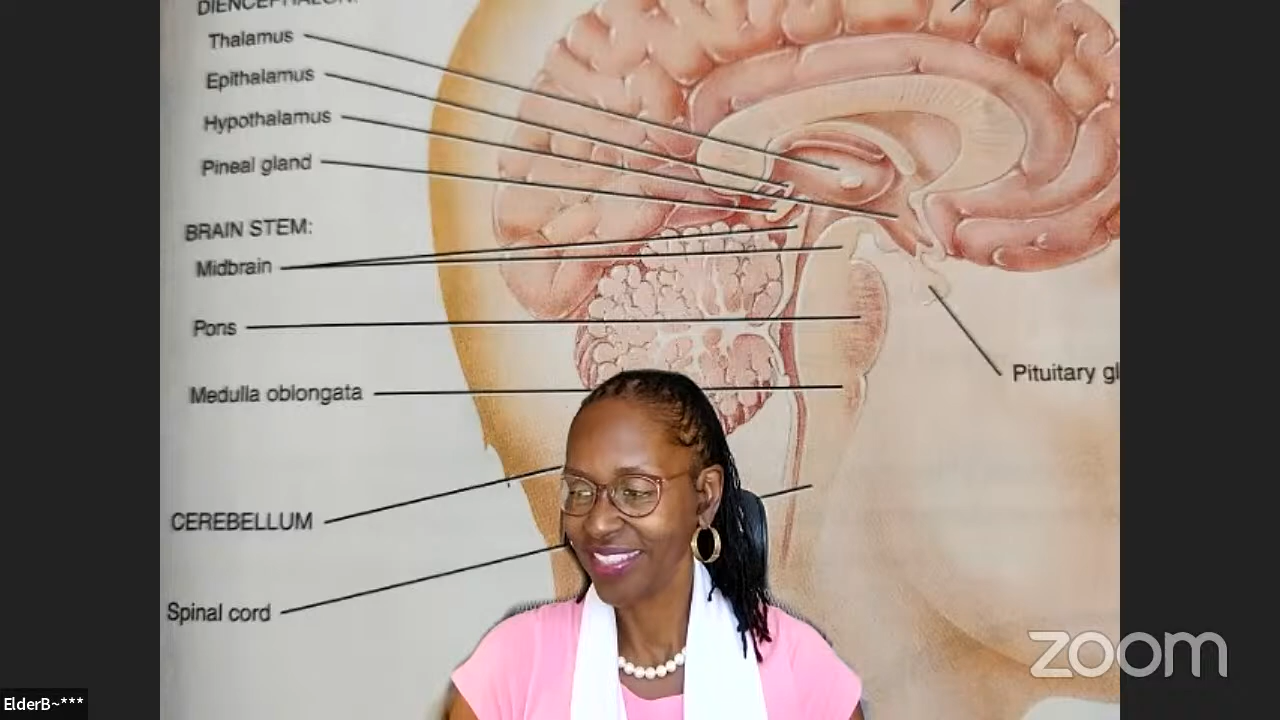 DIENCEPHALON:
Thalamus
Epithalamus
Hypothalamus
Pineal gland
BRAIN STEM:
Midbrain
Pons
Medulla oblongata
Pituitary gl
CEREBELLUM
Spinal cord
zoom
ElderB~***